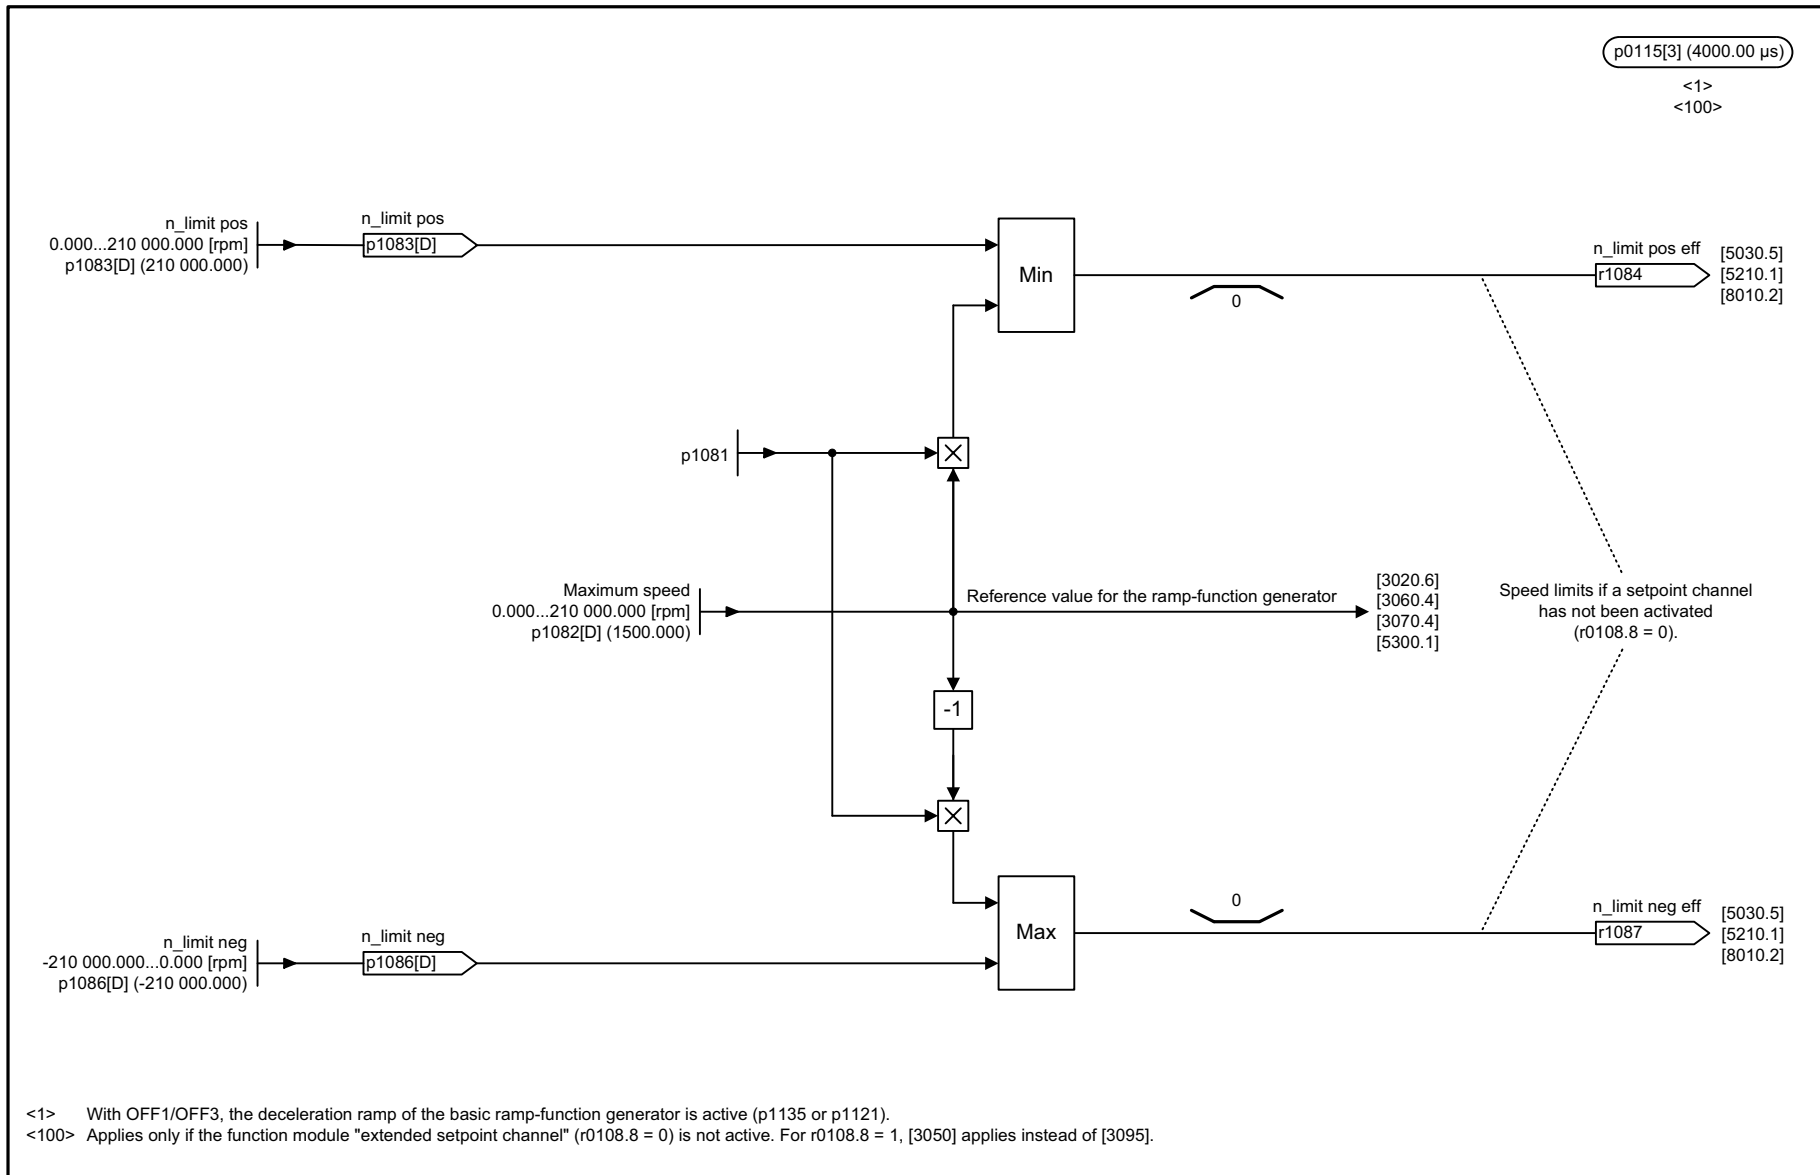 p0115[3] (4000.00 µs)
<1>
<100>
n_limit pos
0.000...210 000.000 [rpm]
p1083[D] (210 000.000)
n_limit pos
p1083[D]
Min
0
n_limit pos eff
r1084
[5030.5]
[5210.1]
[8010.2]
p1081
Maximum speed
0.000...210 000.000 [rpm]
p1082[D] (1500.000)
Reference value for the ramp-function generator
[3020.6]
[3060.4]
[3070.4]
[5300.1]
Speed limits if a setpoint channel
has not been activated
(r0108.8 = 0).
-1
n_limit neg
-210 000.000...0.000 [rpm]
p1086[D] (-210 000.000)
n_limit neg
p1086[D]
Max
0
n_limit neg eff
r1087
[5030.5]
[5210.1]
[8010.2]
<1> With OFF1/OFF3, the deceleration ramp of the basic ramp-function generator is active (p1135 or p1121).
<100> Applies only if the function module "extended setpoint channel" (r0108.8 = 0) is not active. For r0108.8 = 1, [3050] applies instead of [3095].